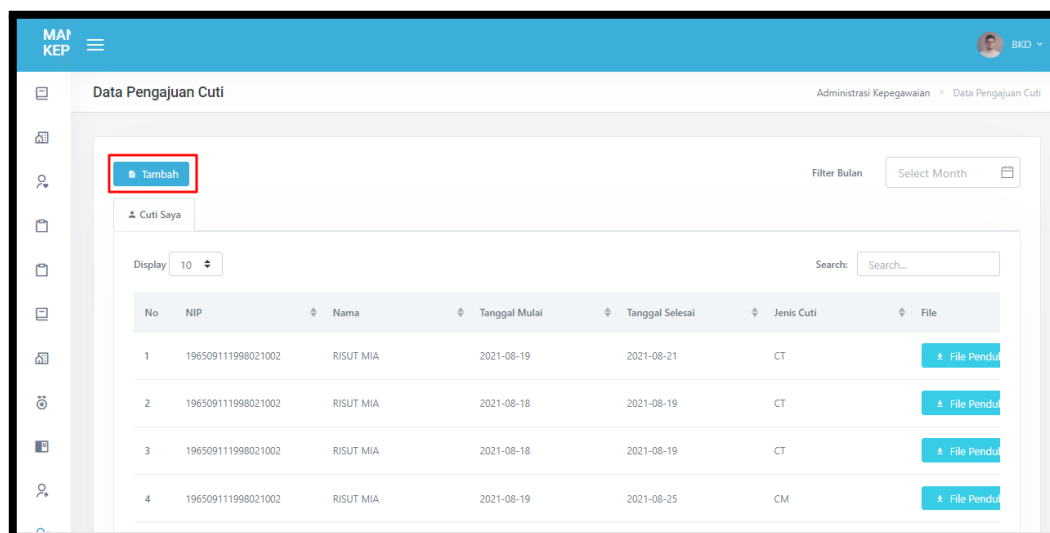 MAN
KEP
BKD
Data Pengajuan Cuti
Administrasi Kepegawaian > Data Pengajuan Cuti
Tambah
Filter Bulan Select Month
Cuti Saya
Display 10 Search: Search...
No NIP Nama Tanggal Mulai Tanggal Selesai Jenis Cuti File
1 196509111998021002 RISUT MIA 2021-08-19 2021-08-21 CT File Pendul
2 196509111998021002 RISUT MIA 2021-08-18 2021-08-19 CT File Pendul
3 196509111998021002 RISUT MIA 2021-08-18 2021-08-19 CT File Pendul
4 196509111998021002 RISUT MIA 2021-08-19 2021-08-25 CM File Pendul